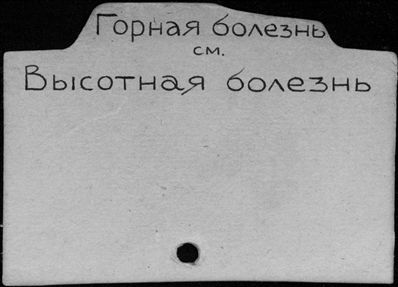 Горная болезнь
см.
Высотная болезнь